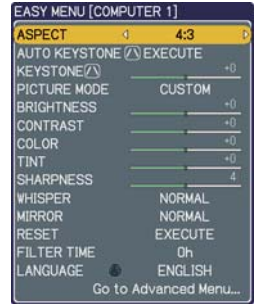 EASY MENU [COMPUTER 1]
ASPECT 4:3
AUTO KEYSTONE EXECUTE
KEYSTONE +0
PICTURE MODE CUSTOM
BRIGHTNESS +0
CONTRAST +0
COLOR +0
TINT +0
SHARPNESS 4
WHISPER NORMAL
MIRROR NORMAL
RESET EXECUTE
FILTER TIME 0h
LANGUAGE ENGLISH
Go to Advanced Menu...